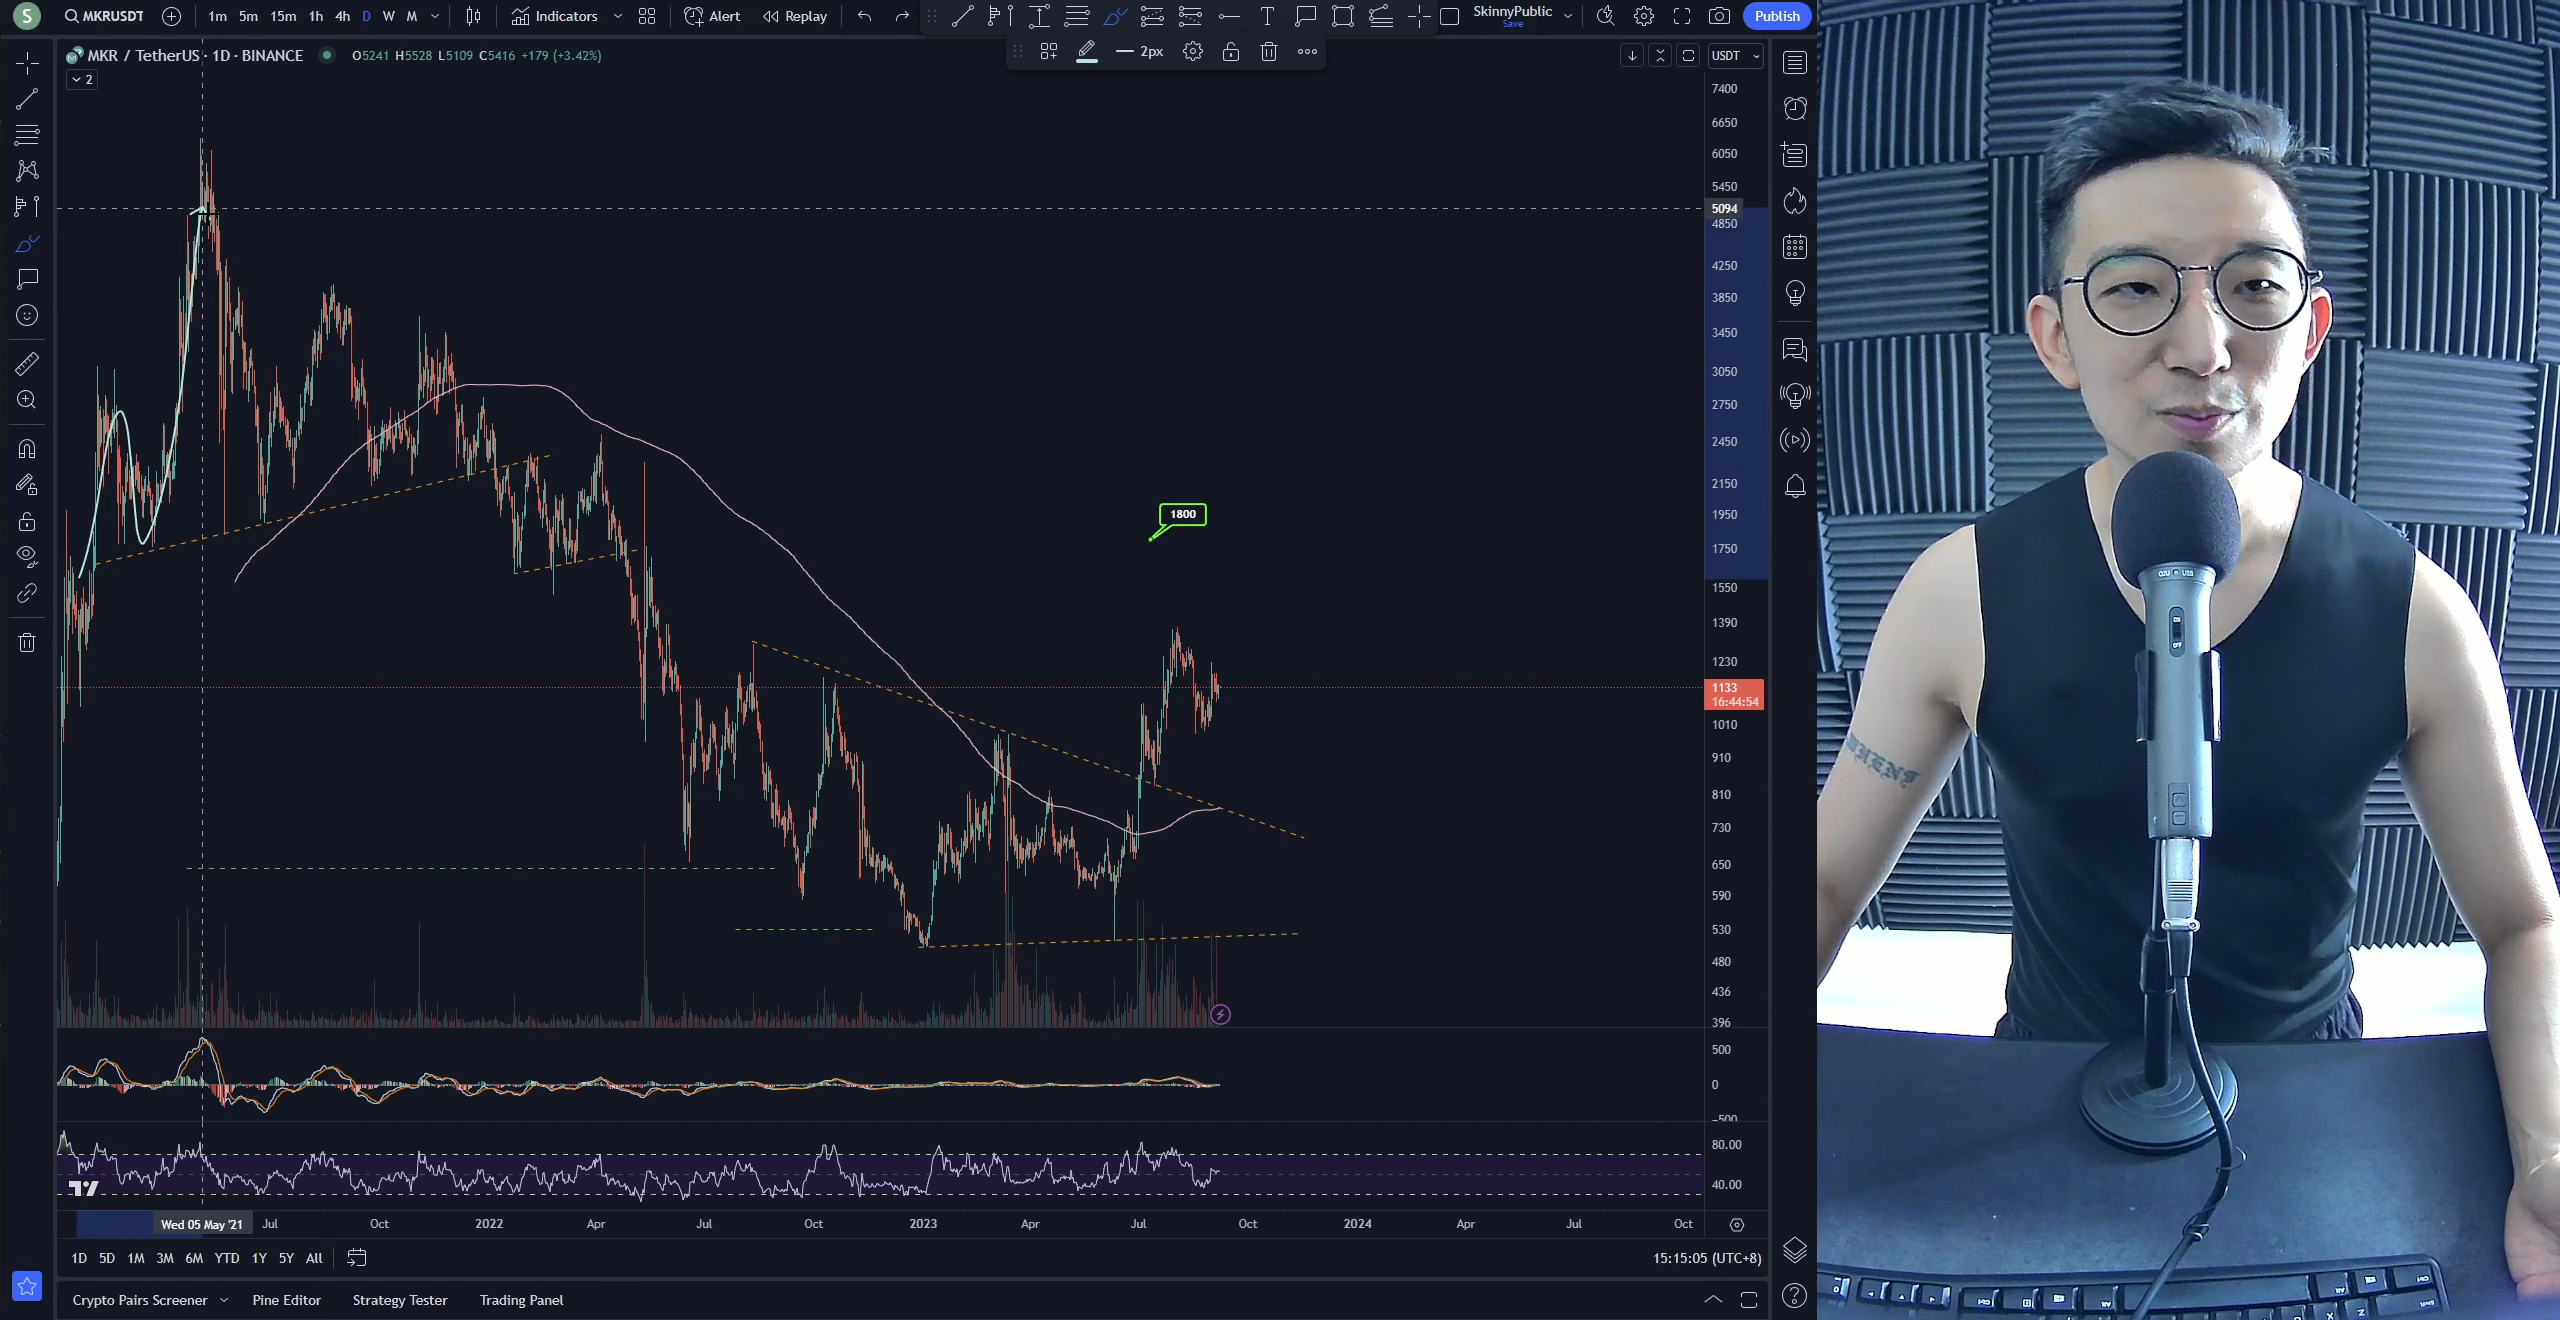 S
MKRUSDT
1m 5m 15m 1h 4h D W M
Indicators
Alert
Replay
T
SkinnyPublic
Save
Publish
MKR / TetherUS · 1D · BINANCE
O5241 H5528 L5109 C5416 +179 (+3.42%)
2px
USDT
2
7400
6650
6050
5450
5094
4850
4250
3850
3450
3050
2750
2450
2150
1950
1750
1550
1390
1230
1133
16:44:54
1010
910
810
730
650
590
530
480
436
396
1800
500
0
-500
80.00
40.00
Wed 05 May '21
Jul
Oct
2022
Apr
Jul
Oct
2023
Apr
Jul
Oct
2024
Apr
Jul
Oct
1D 5D 1M 3M 6M YTD 1Y 5Y All
15:15:05 (UTC+8)
Crypto Pairs Screener
Pine Editor
Strategy Tester
Trading Panel
ON
OFF